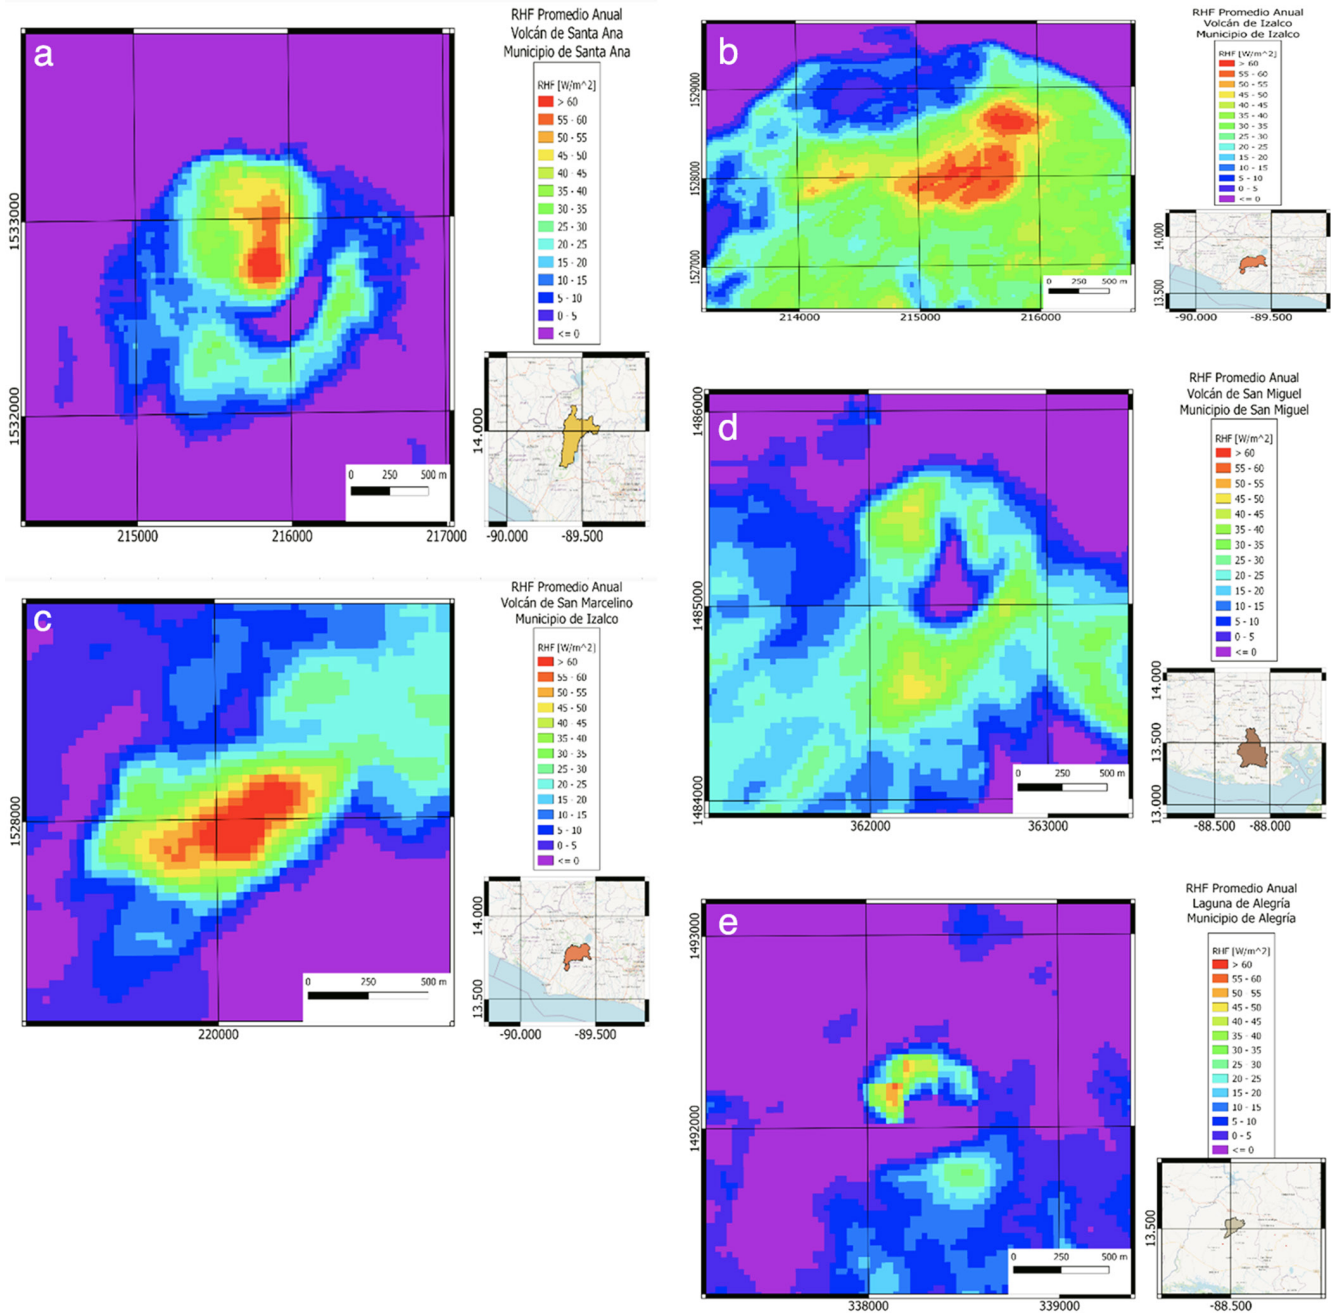 a
RHF Promedio Anual
Volcán de Santa Ana
Municipio de Santa Ana
RHF [W/m^2]
> 60
55 - 60
50 - 55
45 - 50
40 - 45
35 - 40
30 - 35
25 - 30
20 - 25
15 - 20
10 - 15
5 - 10
0 - 5
<= 0
1533000
1532000
0 250 500 m
215000 216000 217000
14.000
-90.000 -89.500
b
RHF Promedio Anual
Volcán de Izalco
Municipio de Izalco
RHF [W/m^2]
> 60
55 - 60
50 - 55
45 - 50
40 - 45
35 - 40
30 - 35
25 - 30
20 - 25
15 - 20
10 - 15
5 - 10
0 - 5
<= 0
1529000
1528000
1527000
0 250 500 m
214000 215000 216000
14.000
13.500
-90.000 -89.500
c
RHF Promedio Anual
Volcán de San Marcelino
Municipio de Izalco
RHF [W/m^2]
> 60
55 - 60
50 - 55
45 - 50
40 - 45
35 - 40
30 - 35
25 - 30
20 - 25
15 - 20
10 - 15
5 - 10
0 - 5
<= 0
1528000
0 250 500 m
220000
14.000
13.500
-90.000 -89.500
d
RHF Promedio Anual
Volcán de San Miguel
Municipio de San Miguel
RHF [W/m^2]
> 60
55 - 60
50 - 55
45 - 50
40 - 45
35 - 40
30 - 35
25 - 30
20 - 25
15 - 20
10 - 15
5 - 10
0 - 5
<= 0
1486000
1485000
1484000
0 250 500 m
362000 363000
14.000
13.500
13.000
-88.500 -88.000
e
RHF Promedio Anual
Laguna de Alegría
Municipio de Alegría
RHF [W/m^2]
> 60
55 - 60
50 - 55
45 - 50
40 - 45
35 - 40
30 - 35
25 - 30
20 - 25
15 - 20
10 - 15
5 - 10
0 - 5
<= 0
1493000
1492000
0 250 500 m
338000 339000
13.500
-88.500